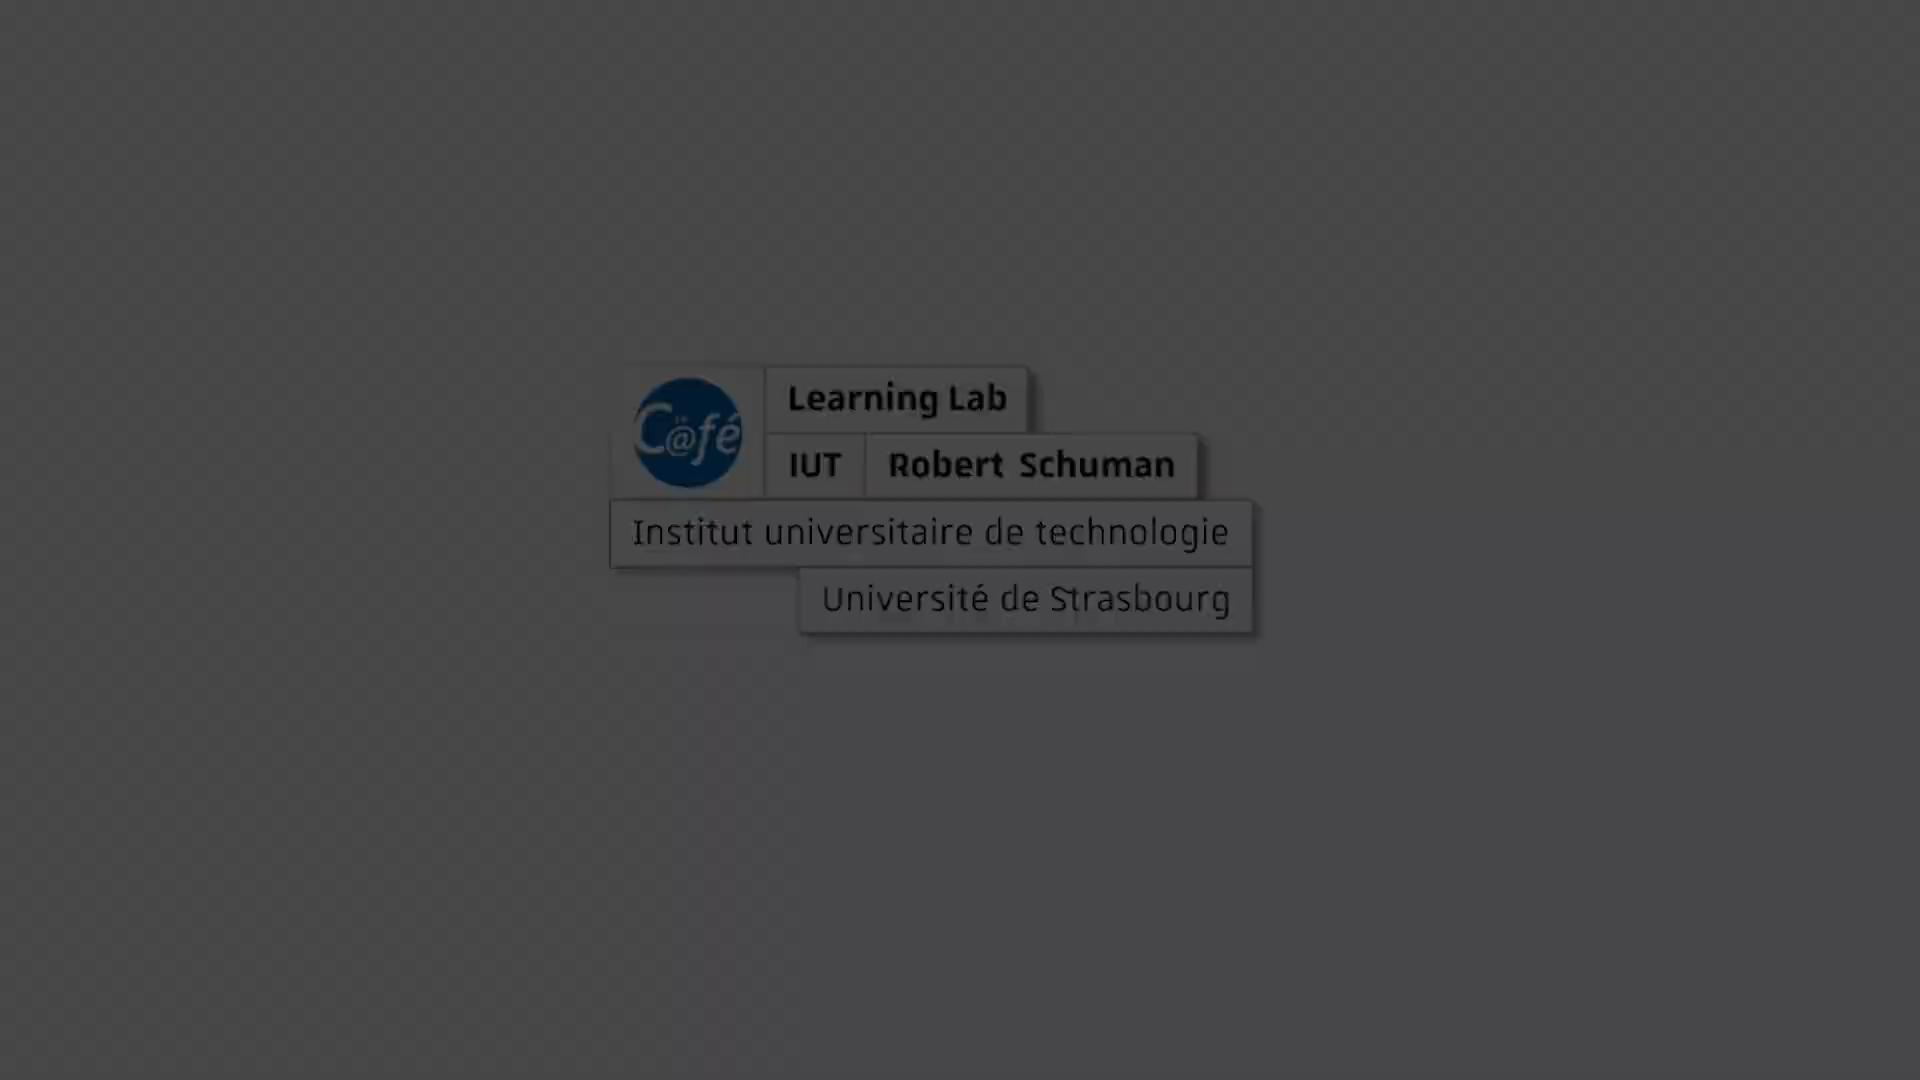 C@fé
Learning Lab
IUT Robert Schuman
Institut universitaire de technologie
Université de Strasbourg